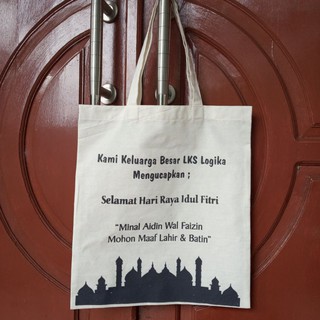 Kami Keluarga Besar LKS Logika
Mengucapkan ;
Selamat Hari Raya Idul Fitri
"Minal Aidin Wal Faizin
Mohon Maaf Lahir & Batin"